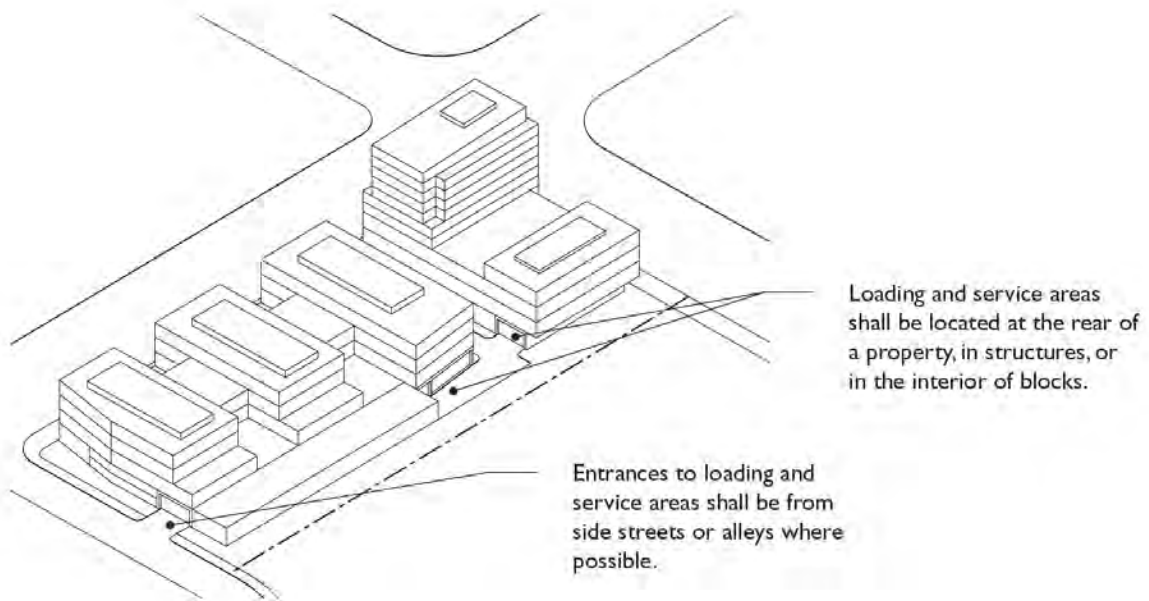 Loading and service areas
shall be located at the rear of
a property, in structures, or
in the interior of blocks.
Entrances to loading and
service areas shall be from
side streets or alleys where
possible.